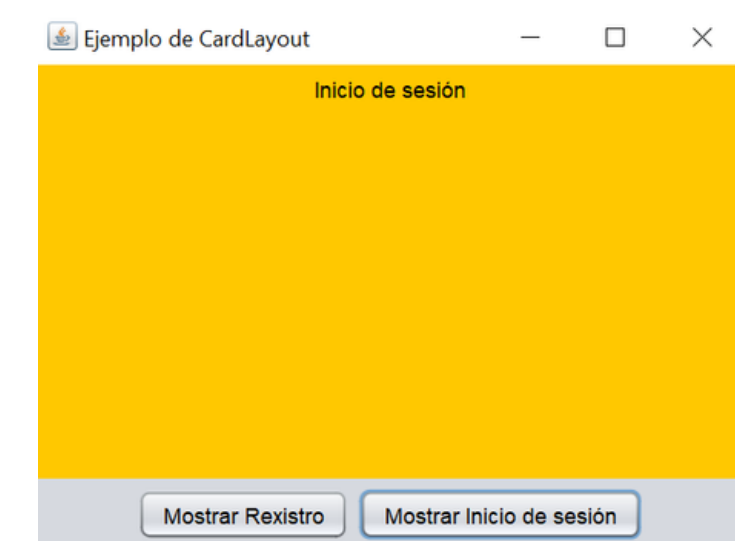 Ejemplo de CardLayout
Inicio de sesión
Mostrar Rexistro Mostrar Inicio de sesión